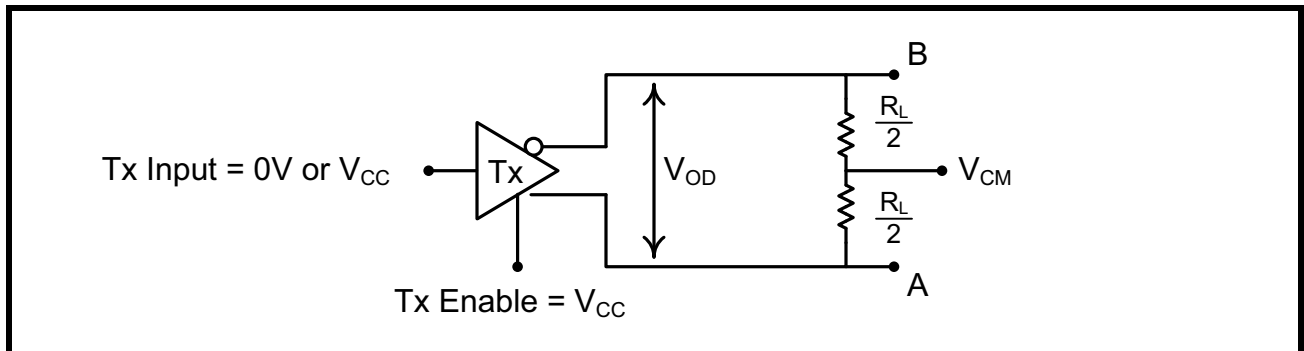 B
R_L
2
Tx Input = 0V or V_CC
Tx
V_OD
V_CM
R_L
2
A
Tx Enable = V_CC